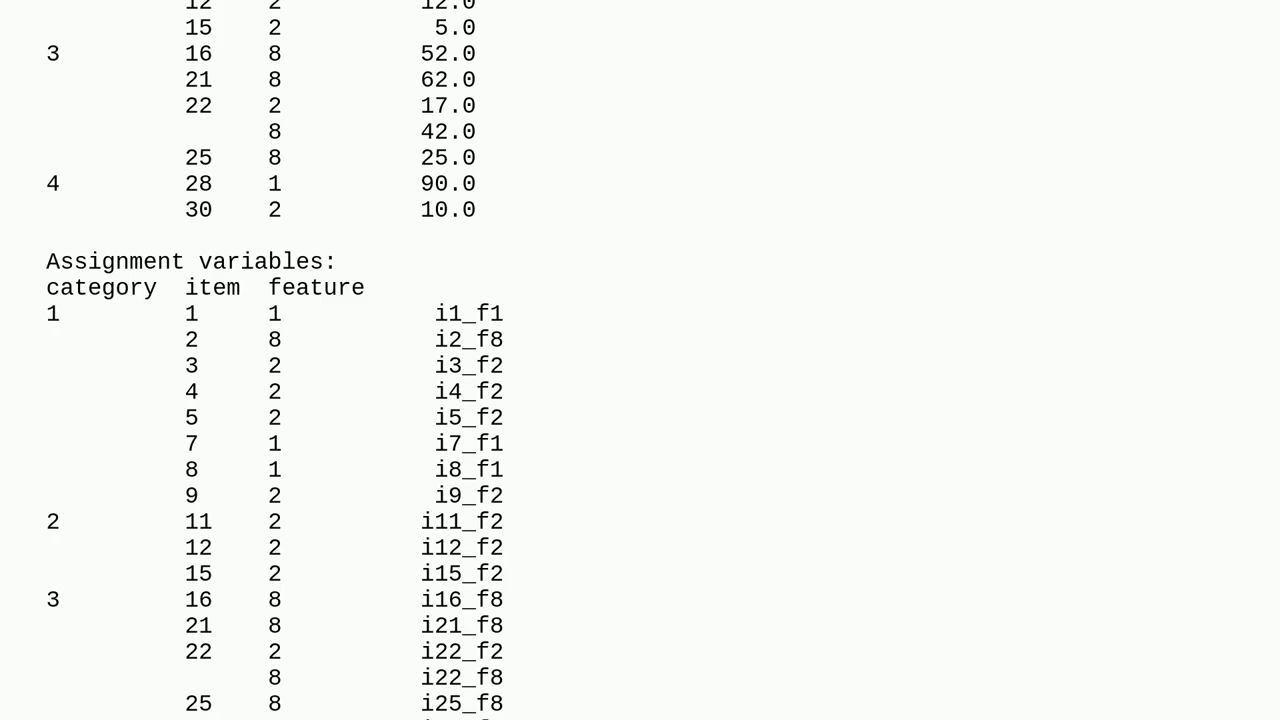 12    2          12.0
          15    2           5.0
3         16    8          52.0
          21    8          62.0
          22    2          17.0
                8          42.0
          25    8          25.0
4         28    1          90.0
          30    2          10.0
Assignment variables:
category  item  feature
1         1     1           i1_f1
          2     8           i2_f8
          3     2           i3_f2
          4     2           i4_f2
          5     2           i5_f2
          7     1           i7_f1
          8     1           i8_f1
          9     2           i9_f2
2         11    2          i11_f2
          12    2          i12_f2
          15    2          i15_f2
3         16    8          i16_f8
          21    8          i21_f8
          22    2          i22_f2
                8          i22_f8
          25    8          i25_f8